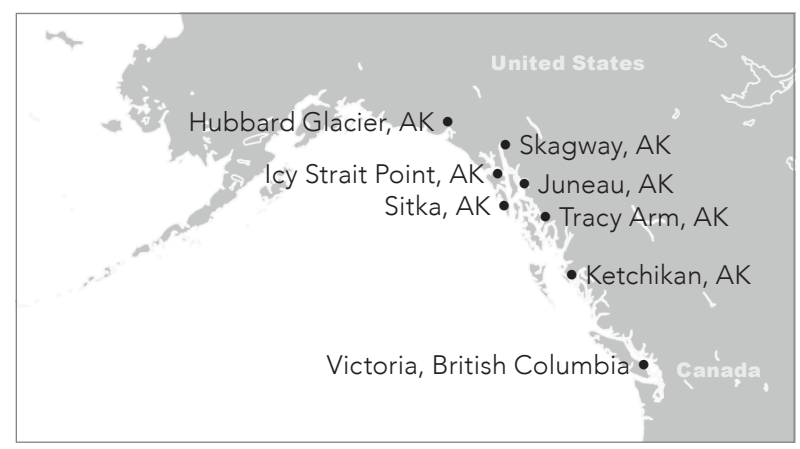 United States
Hubbard Glacier, AK
Skagway, AK
Icy Strait Point, AK
Juneau, AK
Sitka, AK
Tracy Arm, AK
Ketchikan, AK
Victoria, British Columbia
Canada